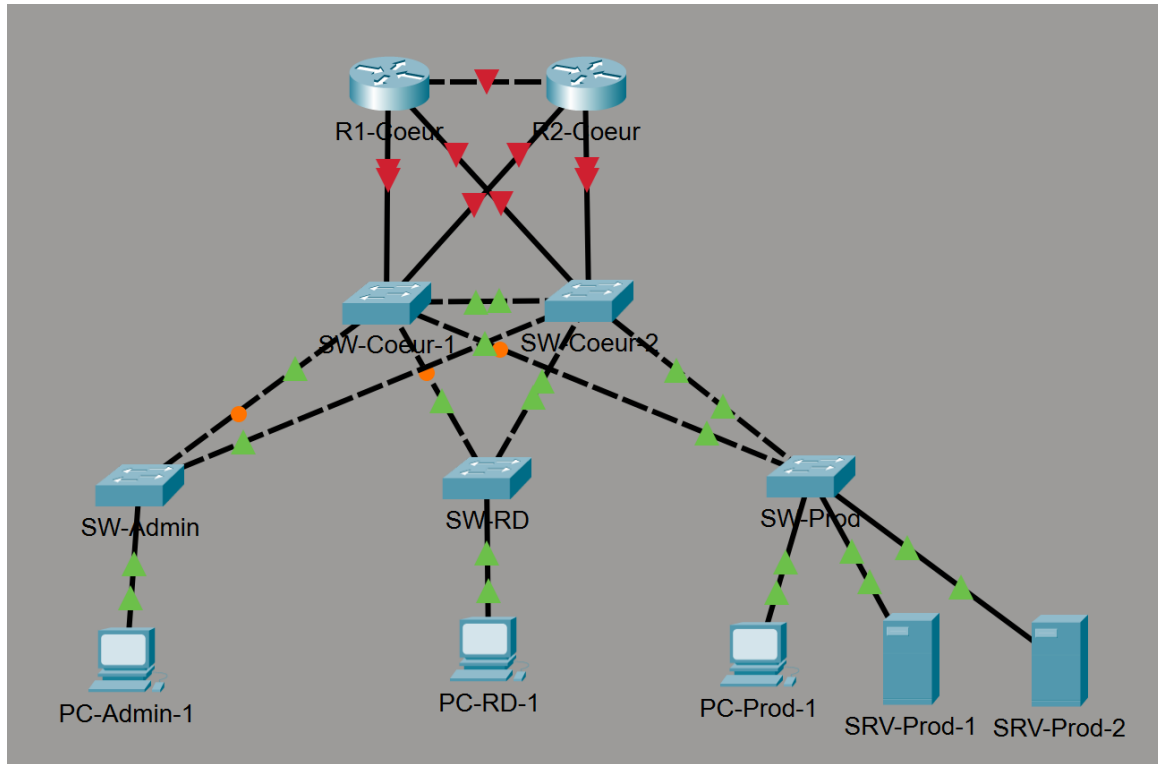 R1-Coeur
R2-Coeur
SW-Coeur-1
SW-Coeur-2
SW-Admin
SW-RD
SW-Prod
PC-Admin-1
PC-RD-1
PC-Prod-1
SRV-Prod-1
SRV-Prod-2